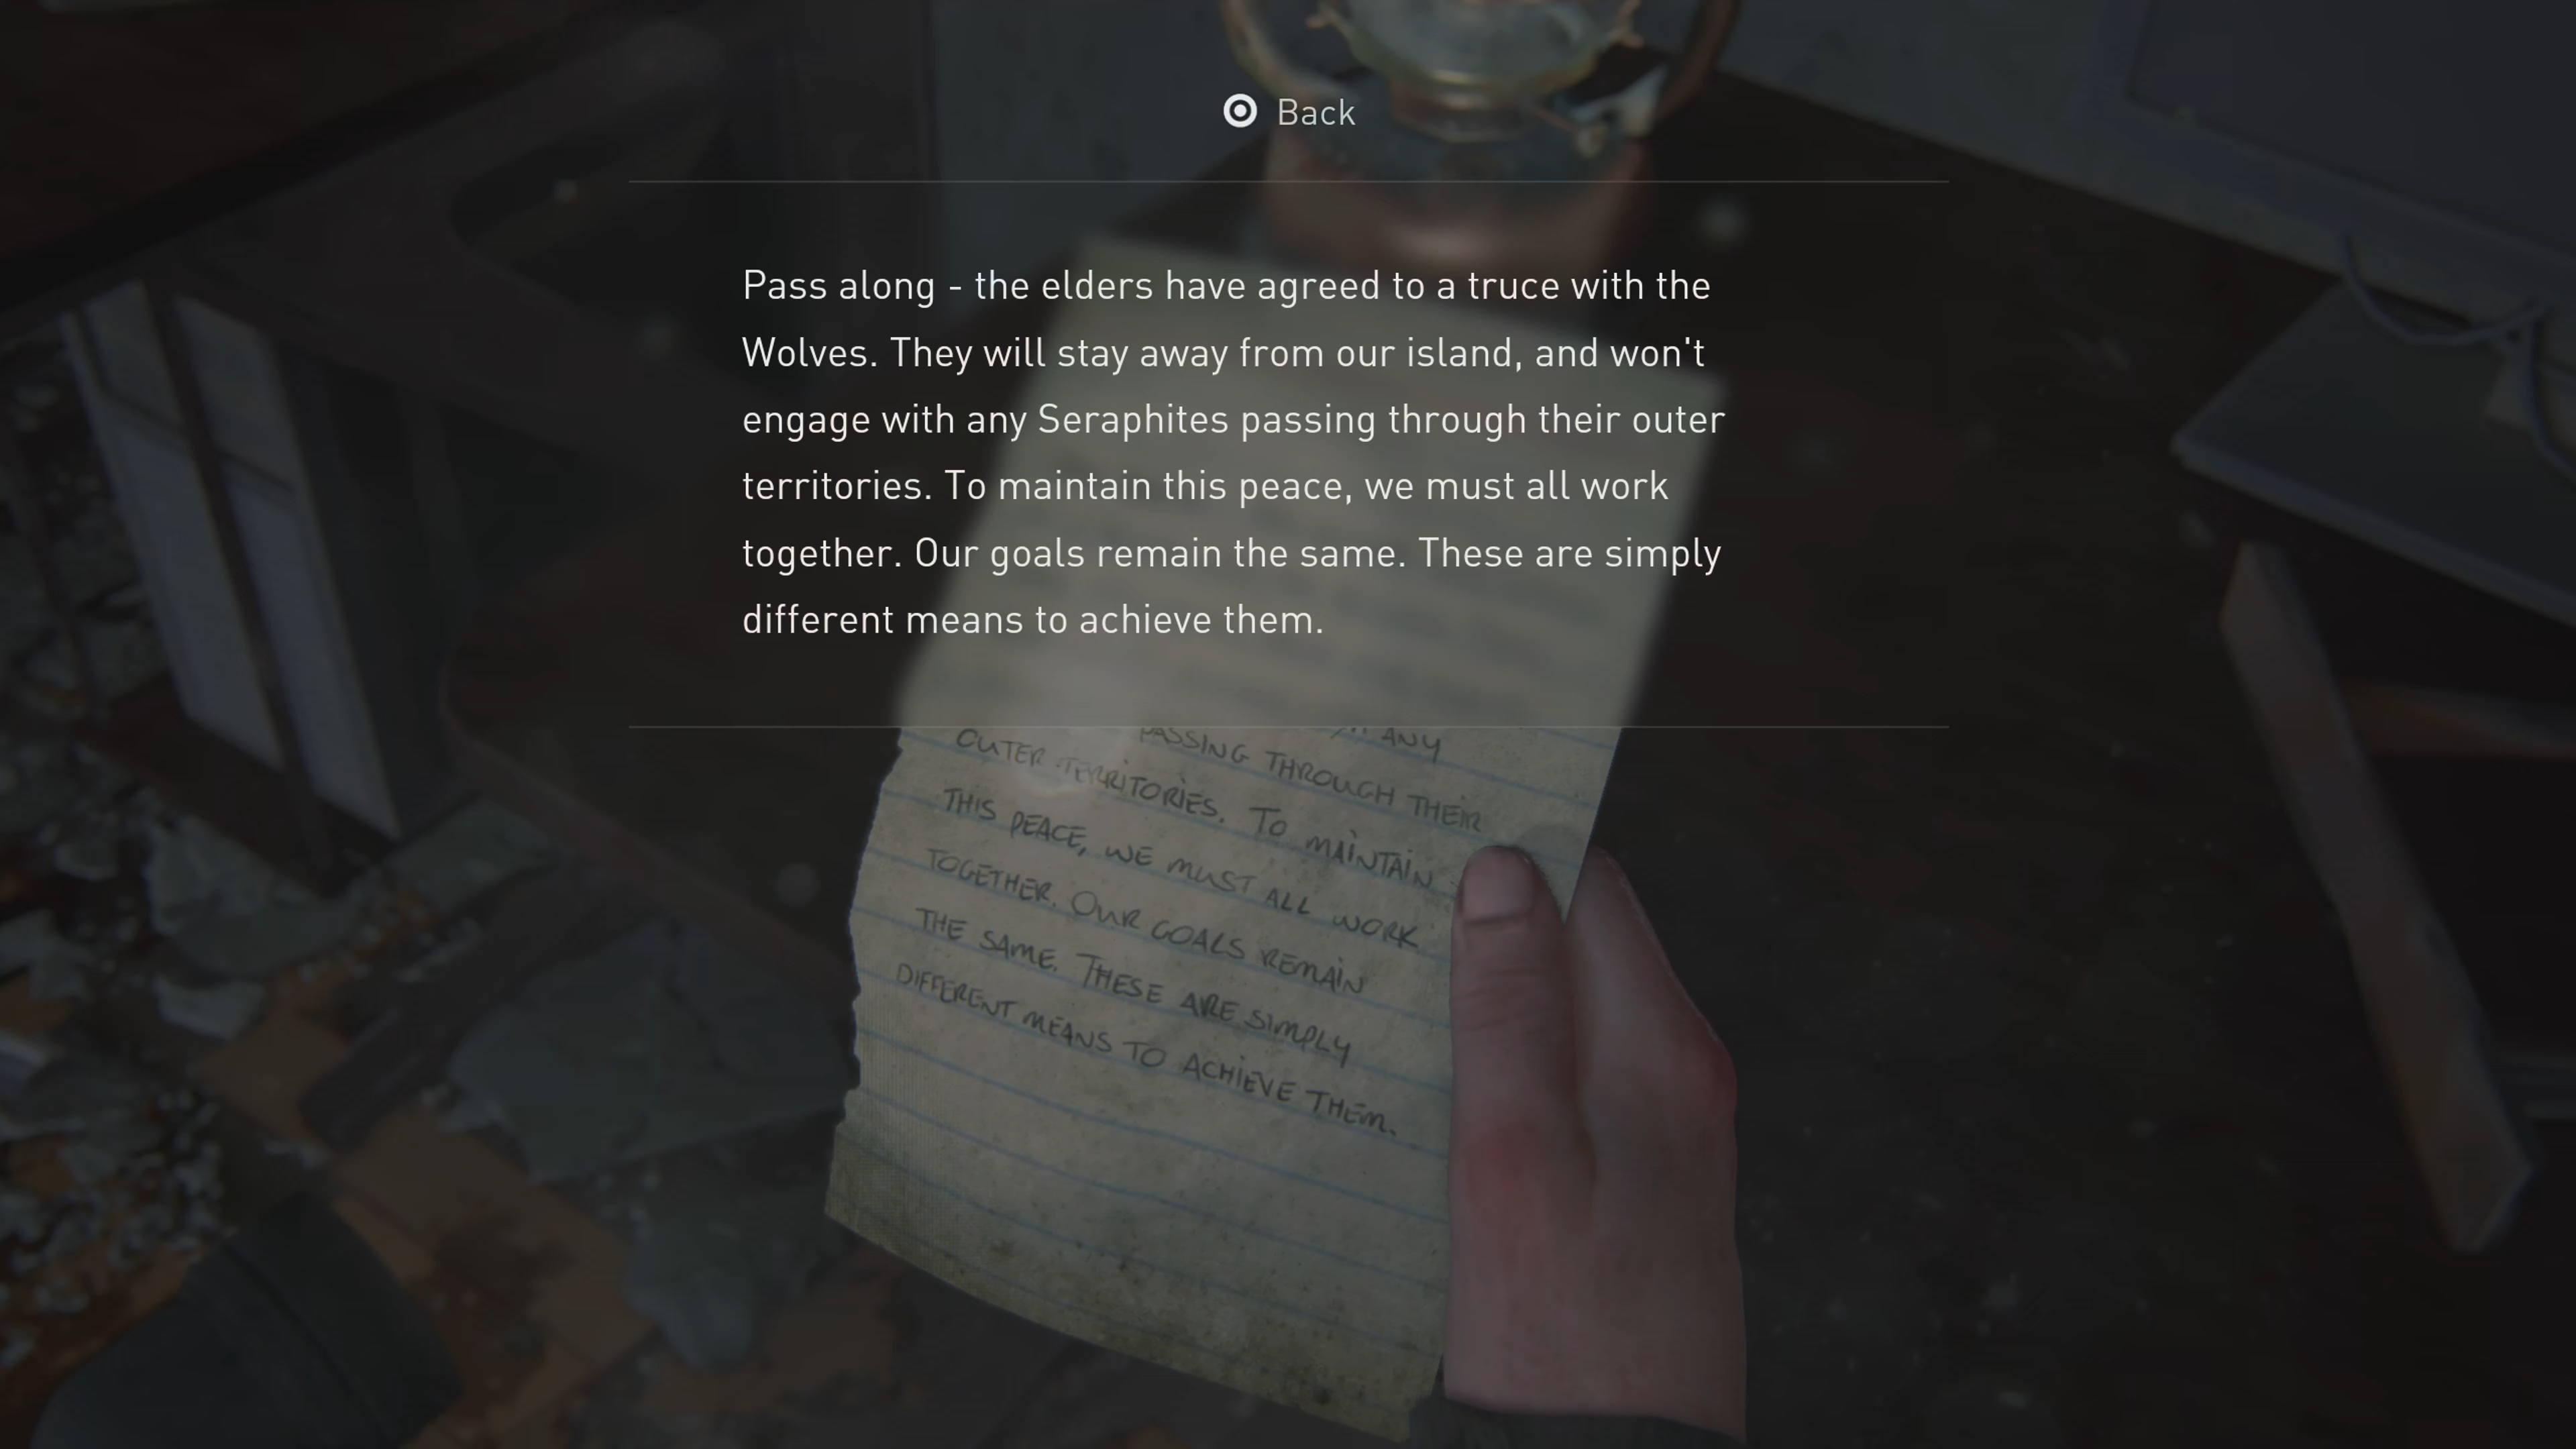 Back
Pass along - the elders have agreed to a truce with the
Wolves. They will stay away from our island, and won't
engage with any Seraphites passing through their outer
territories. To maintain this peace, we must all work
together. Our goals remain the same. These are simply
different means to achieve them.
ANY
PASSING THROUGH THEIR
OUTER TERRITORIES. TO MAINTAIN
THIS PEACE, WE MUST ALL WORK
TOGETHER. OUR GOALS REMAIN
THE SAME. THESE ARE SIMPLY
DIFFERENT MEANS TO ACHIEVE THEM.